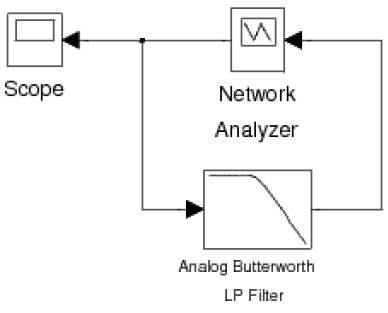 Scope
Network
Analyzer
Analog Butterworth
LP Filter